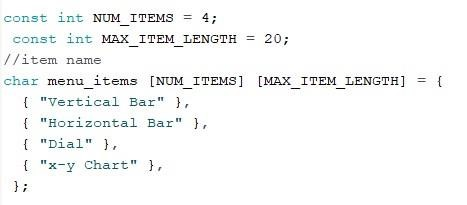 const int NUM_ITEMS = 4;
const int MAX_ITEM_LENGTH = 20;
//item name
char menu_items [NUM_ITEMS] [MAX_ITEM_LENGTH] = {
{ "Vertical Bar" },
{ "Horizontal Bar" },
{ "Dial" },
{ "x-y Chart" },
};